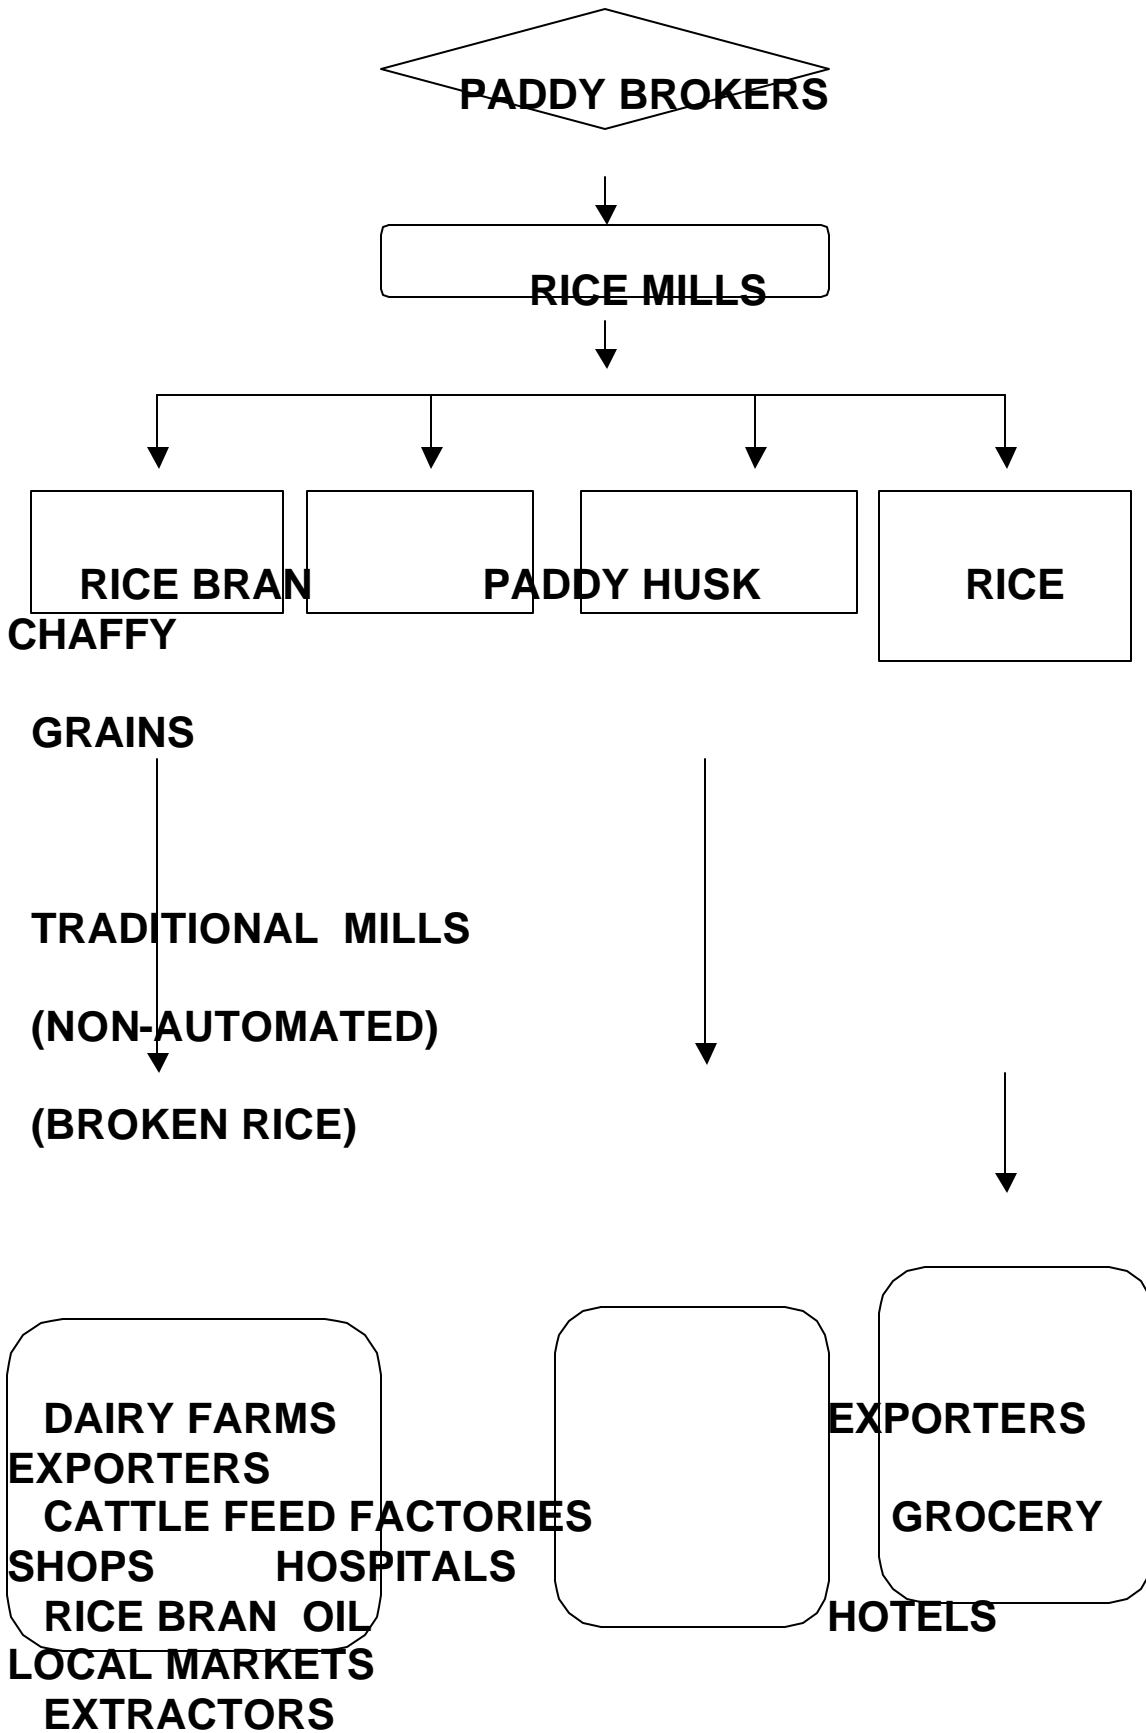 PADDY BROKERS
RICE MILLS
RICE BRAN PADDY HUSK RICE
CHAFFY
GRAINS
TRADITIONAL MILLS
(NON-AUTOMATED)
(BROKEN RICE)
DAIRY FARMS EXPORTERS
EXPORTERS
CATTLE FEED FACTORIES GROCERY
SHOPS HOSPITALS
RICE BRAN OIL HOTELS
LOCAL MARKETS
EXTRACTORS